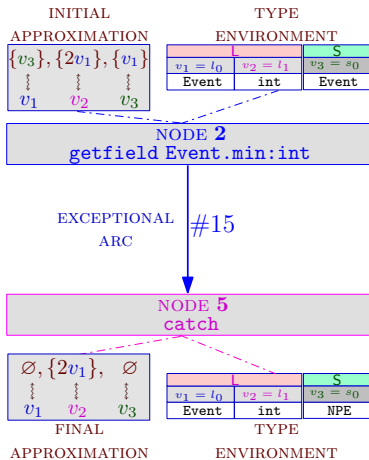 INITIAL APPROXIMATION
TYPE ENVIRONMENT
{v₃}, {2v₁}, {v₁}
v₁ v₂ v₃
L S
v₁ = l₀ v₂ = l₁ v₃ = s₀
Event int Event
NODE 2
getfield Event.min:int
EXCEPTIONAL ARC
#15
NODE 5
catch
∅, {2v₁}, ∅
v₁ v₂ v₃
L S
v₁ = l₀ v₂ = l₁ v₃ = s₀
Event int NPE
FINAL APPROXIMATION
TYPE ENVIRONMENT